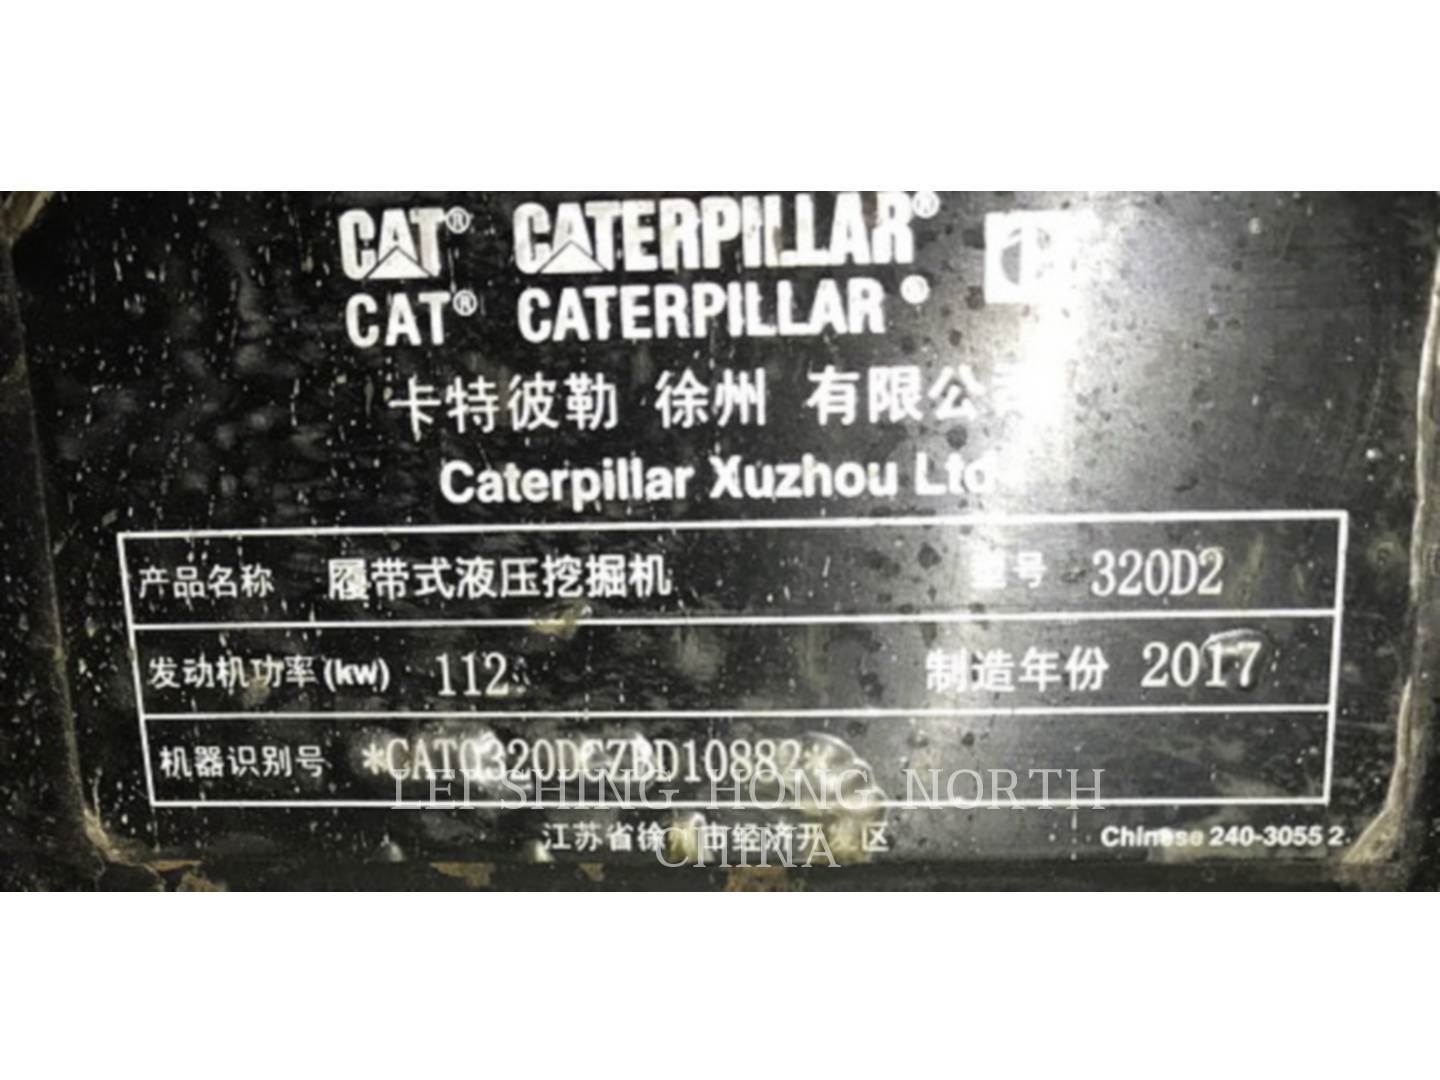 CAT® CATERPILLAR®
CAT® CATERPILLAR®
卡特彼勒 徐州 有限公
Caterpillar Xuzhou Ltd
产品名称 履带式液压挖掘机 型号 320D2
发动机功率(kw) 112 制造年份 2017
机器识别号 *CAT0320DCZBD10882*
LEI SHING HONG NORTH
CHINA
江苏省徐州市经济开发区
Chinese 240-3055 2